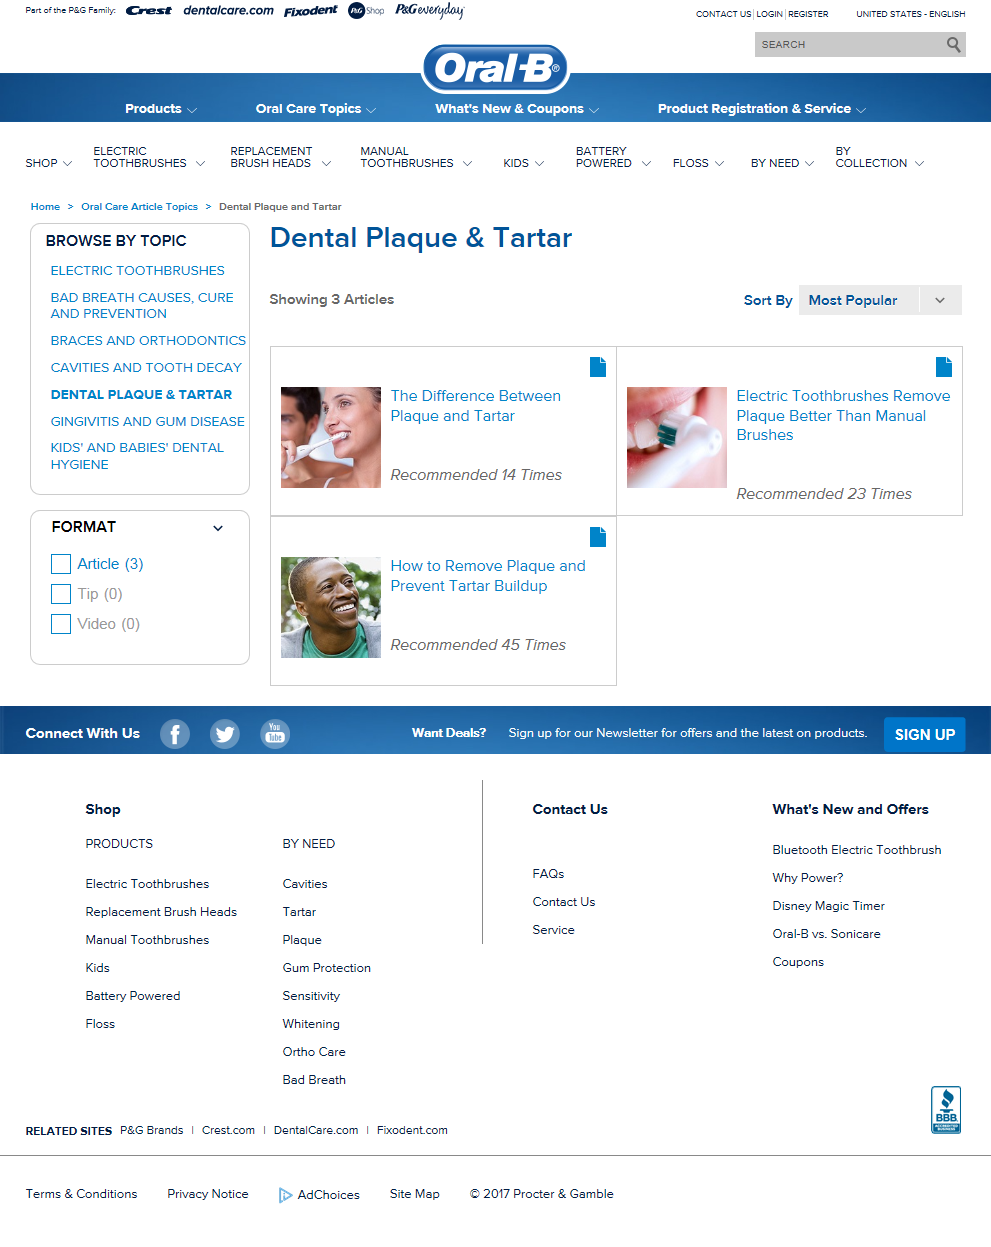 Part of the P&G Family: Crest dentalcare.com Fixodent P&G Shop P&G everyday
CONTACT US | LOGIN | REGISTER UNITED STATES - ENGLISH
SEARCH
Oral-B®
Products Oral Care Topics What's New & Coupons Product Registration & Service
SHOP
ELECTRIC
TOOTHBRUSHES
REPLACEMENT
BRUSH HEADS
MANUAL
TOOTHBRUSHES
KIDS
BATTERY
POWERED
FLOSS
BY NEED
BY
COLLECTION
Home > Oral Care Article Topics > Dental Plaque and Tartar
BROWSE BY TOPIC
ELECTRIC TOOTHBRUSHES
BAD BREATH CAUSES, CURE
AND PREVENTION
BRACES AND ORTHODONTICS
CAVITIES AND TOOTH DECAY
DENTAL PLAQUE & TARTAR
GINGIVITIS AND GUM DISEASE
KIDS' AND BABIES' DENTAL
HYGIENE
FORMAT
Article (3)
Tip (0)
Video (0)
Dental Plaque & Tartar
Showing 3 Articles
Sort By Most Popular
The Difference Between
Plaque and Tartar
Recommended 14 Times
Electric Toothbrushes Remove
Plaque Better Than Manual
Brushes
Recommended 23 Times
How to Remove Plaque and
Prevent Tartar Buildup
Recommended 45 Times
Connect With Us
You
Tube
Want Deals? Sign up for our Newsletter for offers and the latest on products. SIGN UP
Shop
PRODUCTS
Electric Toothbrushes
Replacement Brush Heads
Manual Toothbrushes
Kids
Battery Powered
Floss
BY NEED
Cavities
Tartar
Plaque
Gum Protection
Sensitivity
Whitening
Ortho Care
Bad Breath
Contact Us
FAQs
Contact Us
Service
What's New and Offers
Bluetooth Electric Toothbrush
Why Power?
Disney Magic Timer
Oral-B vs. Sonicare
Coupons
BBB
ACCREDITED
BUSINESS
RELATED SITES P&G Brands | Crest.com | DentalCare.com | Fixodent.com
Terms & Conditions Privacy Notice AdChoices Site Map © 2017 Procter & Gamble